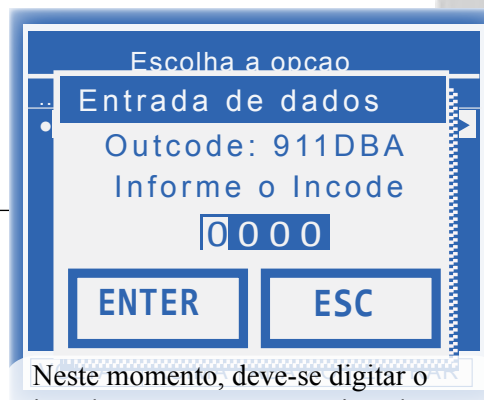 Escolha a opcao
Entrada de dados
Outcode: 911DBA
Informe o Incode
0000
ENTER ESC
Neste momento, deve-se digitar o